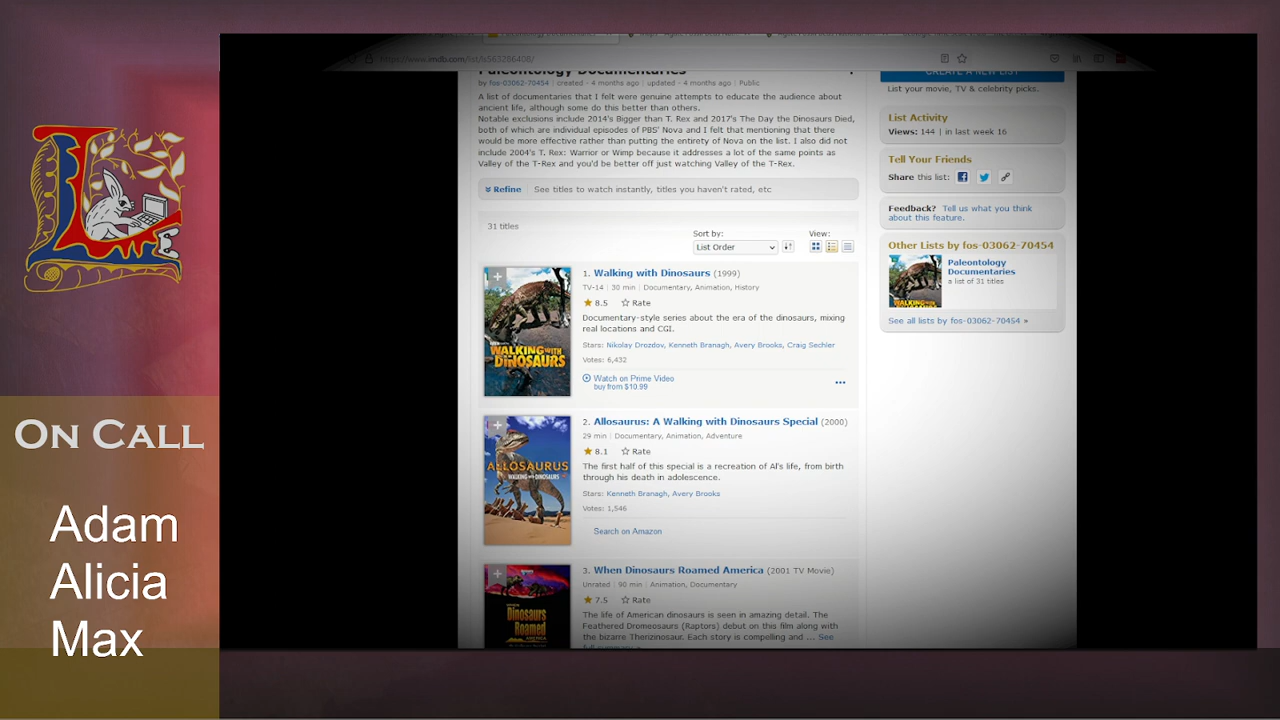 On Call
Adam
Alicia
Max
https://www.imdb.com/list/ls563286408/
Paleontology Documentaries
by fos-03062-70454 | created - 4 months ago | updated - 4 months ago | Public
A list of documentaries that I felt were genuine attempts to educate the audience about
ancient life, although some do this better than others.
Notable exclusions include 2014's Bigger than T. Rex and 2017's The Day the Dinosaurs Died,
both of which are individual episodes of PBS' Nova and I felt that mentioning that there
would be more effective rather than putting the entirety of Nova on the list. I also did not
include 2004's T. Rex: Warrior or Wimp because it addresses a lot of the same points as
Valley of the T-Rex and you'd be better off just watching Valley of the T-Rex.
Refine See titles to watch instantly, titles you haven't rated, etc
31 titles
Sort by:
List Order
View:
1. Walking with Dinosaurs (1999)
TV-14 | 30 min | Documentary, Animation, History
8.5 Rate
Documentary-style series about the era of the dinosaurs, mixing
real locations and CGI.
Stars: Nikolay Drozdov, Kenneth Branagh, Avery Brooks, Craig Sechler
Votes: 6,432
Watch on Prime Video
buy from $10.99
WALKING WITH
DINOSAURS
2. Allosaurus: A Walking with Dinosaurs Special (2000)
29 min | Documentary, Animation, Adventure
8.1 Rate
The first half of this special is a recreation of Al's life, from birth
through his death in adolescence.
Stars: Kenneth Branagh, Avery Brooks
Votes: 1,546
Search on Amazon
ALLOSAURUS
WALKING WITH DINOSAURS
3. When Dinosaurs Roamed America (2001 TV Movie)
Unrated | 90 min | Animation, Documentary
7.5 Rate
The life of American dinosaurs is seen in amazing detail. The
Feathered Dromeosaurs (Raptors) debut on this film along with
the bizarre Therizinosaur. Each story is compelling and ... See
full summary »
Dinosaurs
Roamed
AMERICA
CREATE A NEW LIST
List your movie, TV & celebrity picks.
List Activity
Views: 144 | in last week 16
Tell Your Friends
Share this list:
Feedback? Tell us what you think
about this feature.
Other Lists by fos-03062-70454
Paleontology
Documentaries
a list of 31 titles
WALKING WITH
DINOSAURS
See all lists by fos-03062-70454 »